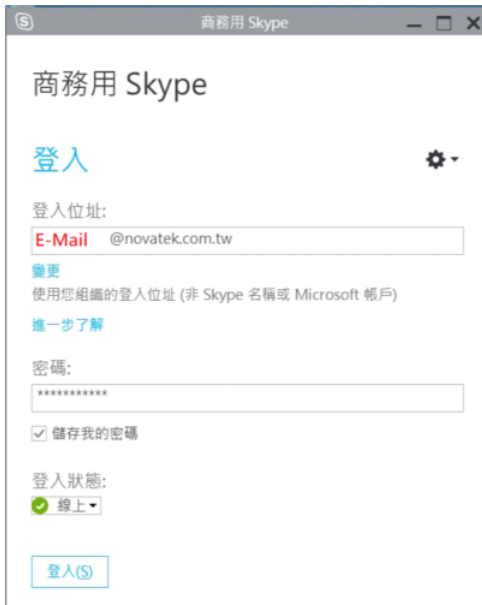 商務用 Skype
商務用 Skype
登入
登入位址:
E-Mail @novatek.com.tw
變更
使用您組織的登入位址 (非 Skype 名稱或 Microsoft 帳戶)
進一步了解
密碼:
***********
儲存我的密碼
登入狀態:
線上
登入(S)